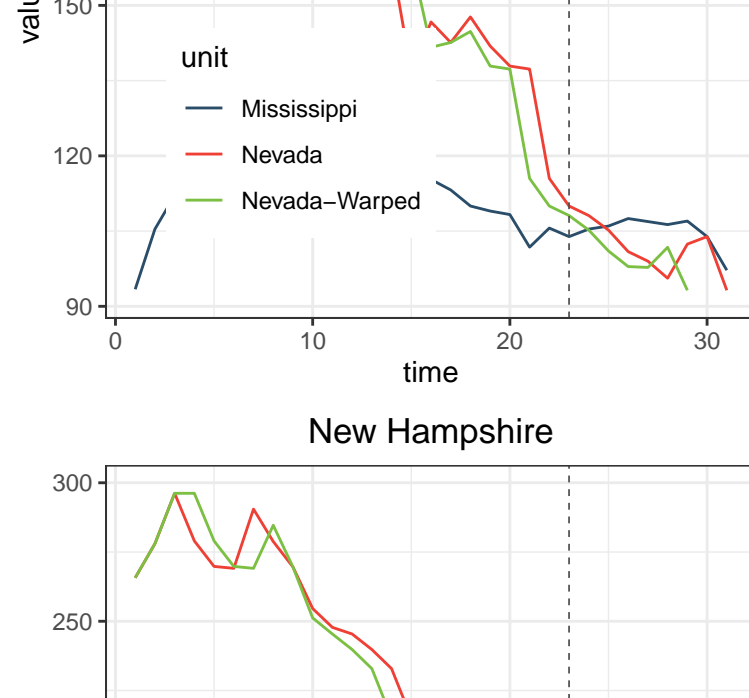 150
valu
unit
Mississippi
Nevada
Nevada−Warped
120
90
0 10 20 30
time
New Hampshire
300
250